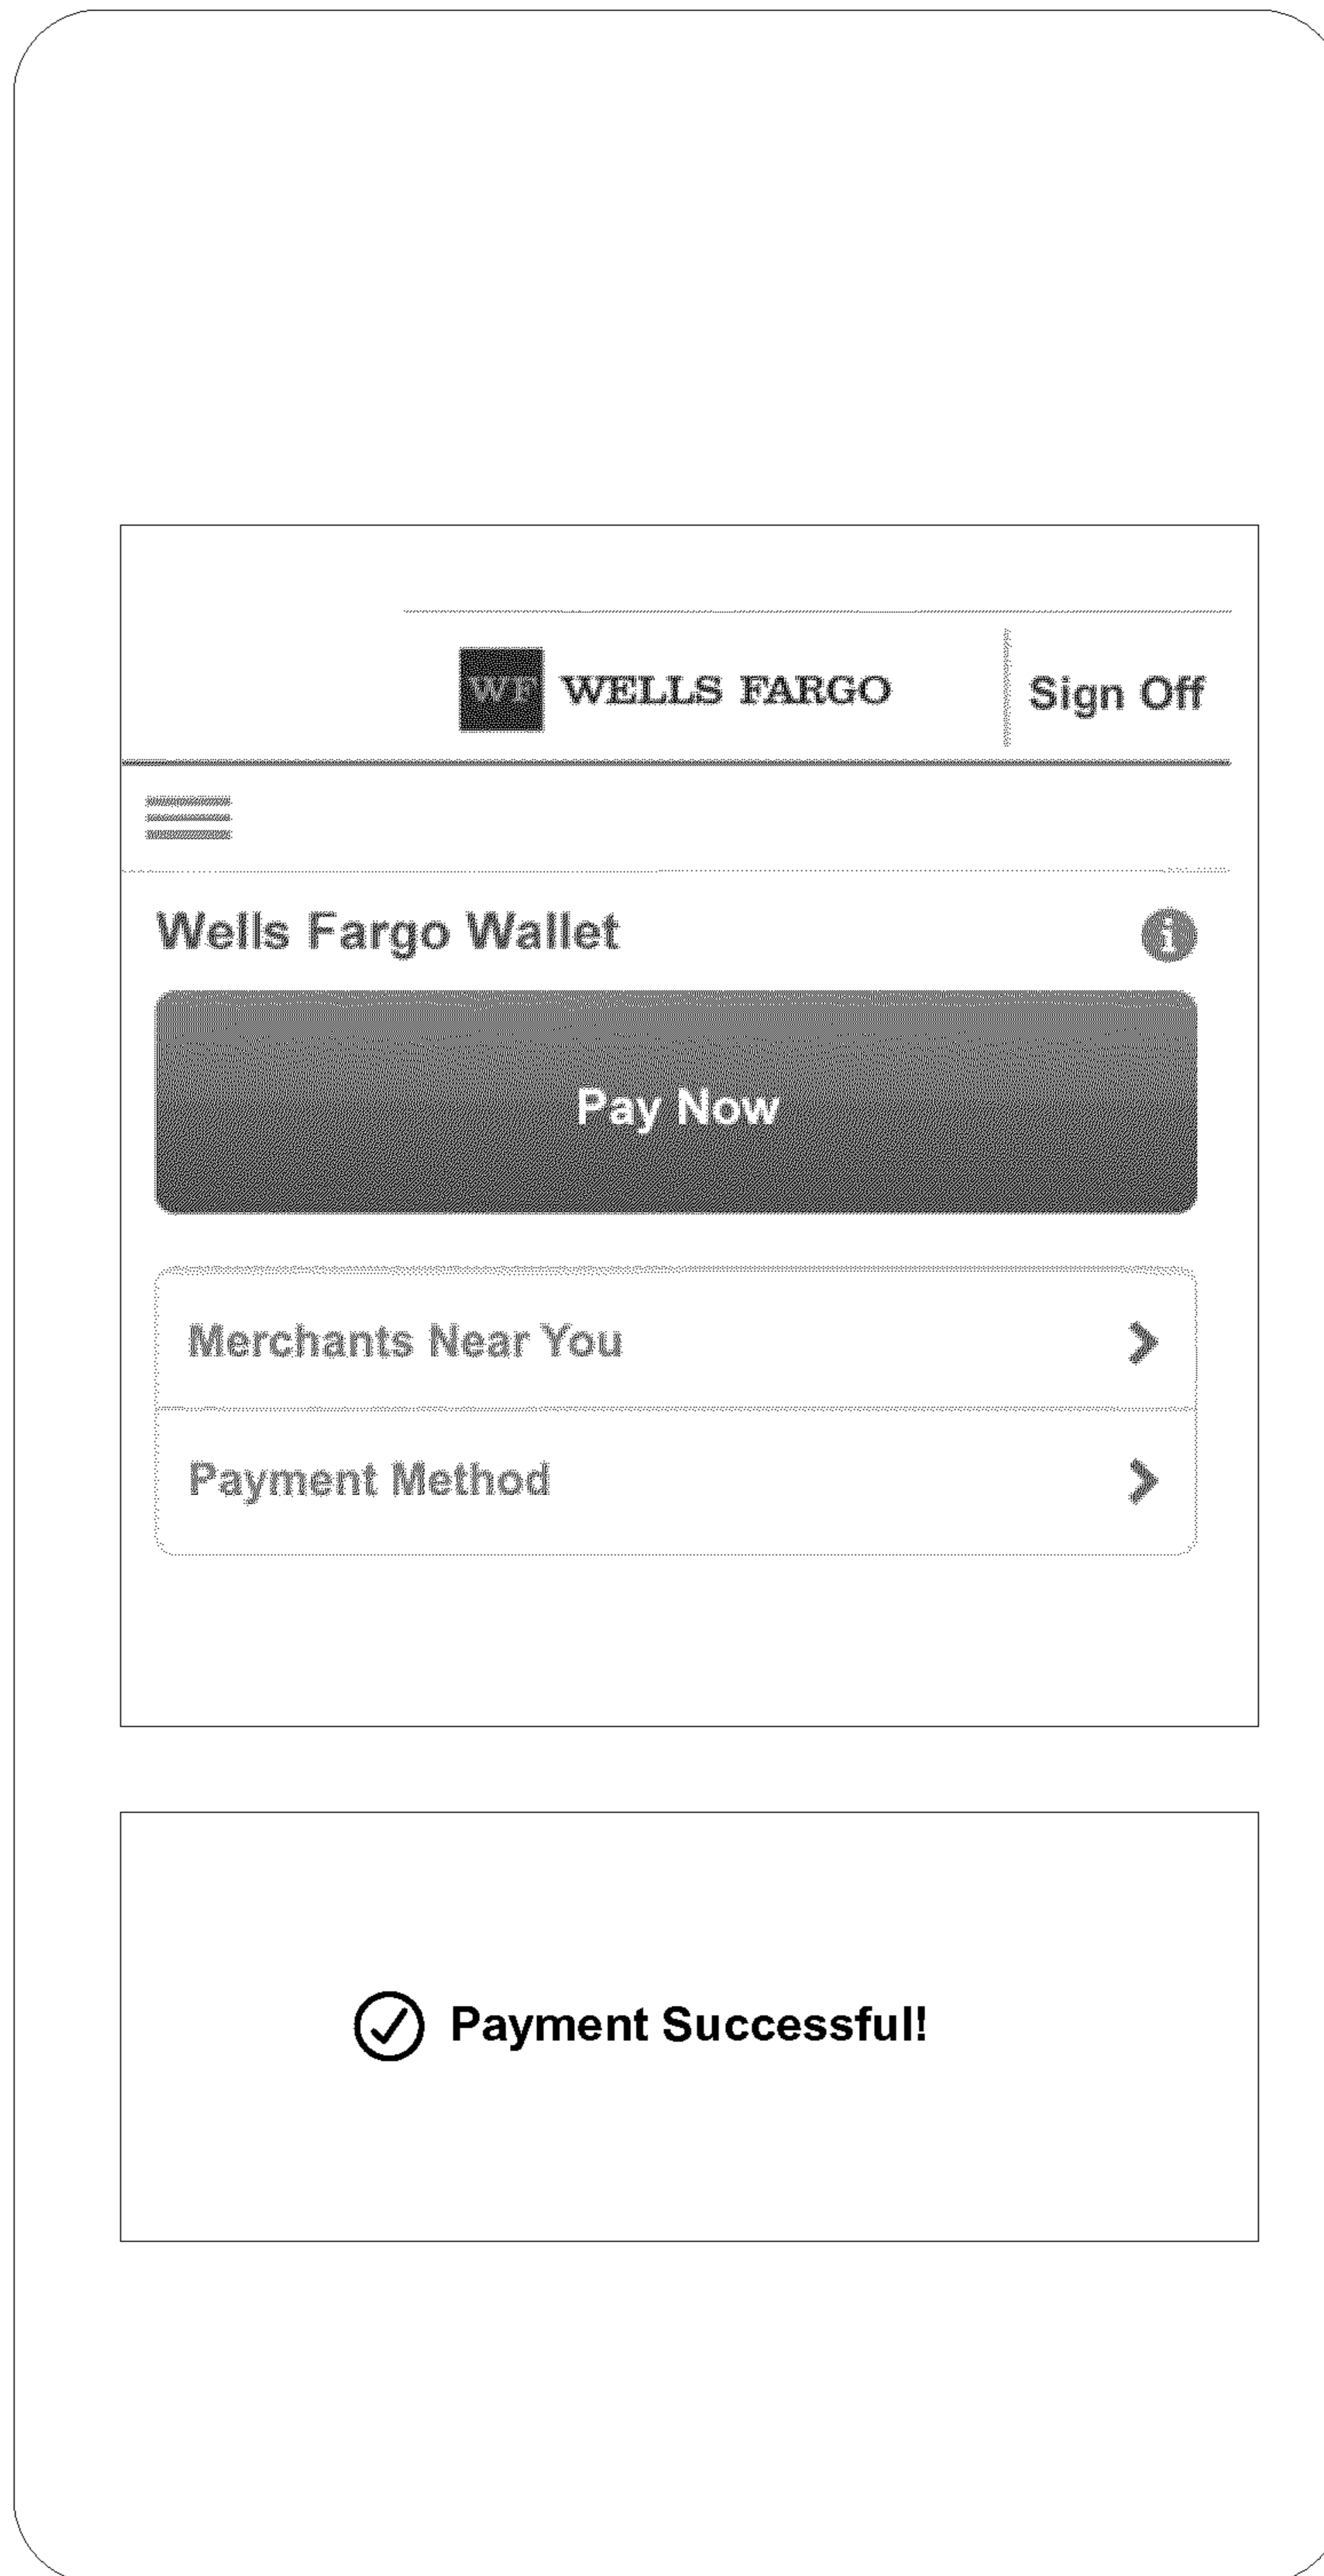 WF WELLS FARGO Sign Off
Wells Fargo Wallet i
Pay Now
Merchants Near You
Payment Method
Payment Successful!